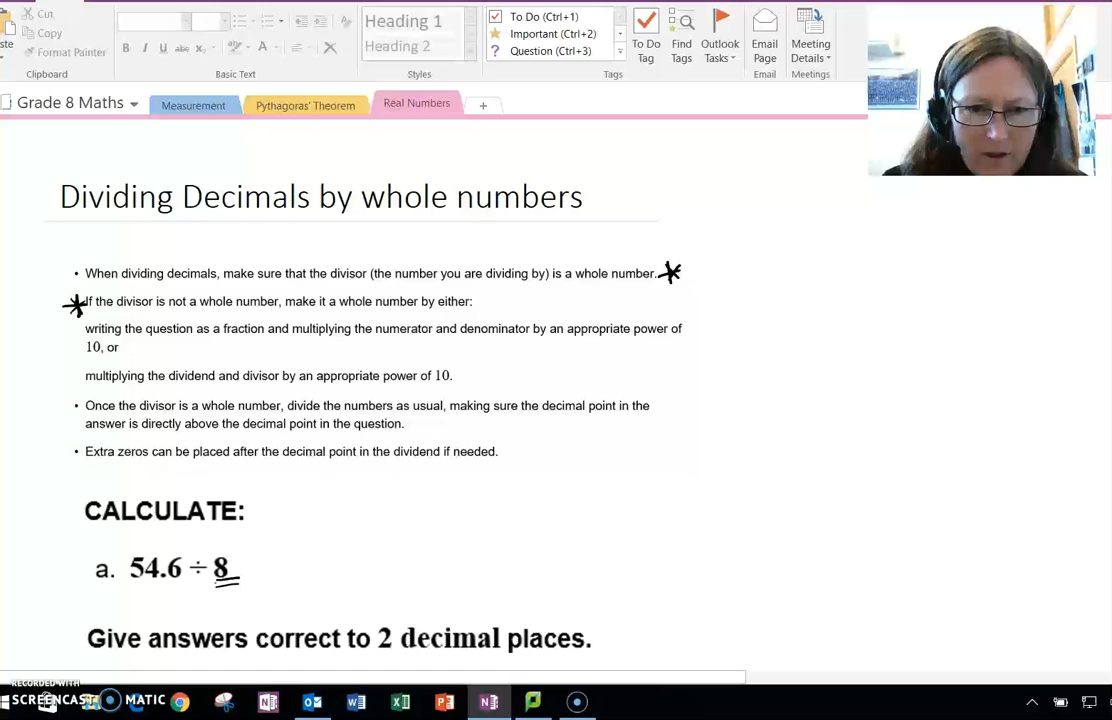 Cut
Copy
ste
Format Painter
Clipboard
B I U abc X₂ A
Basic Text
Heading 1
Heading 2
Styles
To Do (Ctrl+1)
Important (Ctrl+2)
? Question (Ctrl+3)
Tags
To Do Tag
Find Tags
Outlook Tasks
Email Page
Email
Meeting Details
Meetings
Grade 8 Maths
Measurement
Pythagoras' Theorem
Real Numbers
+
Dividing Decimals by whole numbers
• When dividing decimals, make sure that the divisor (the number you are dividing by) is a whole number.
If the divisor is not a whole number, make it a whole number by either:
writing the question as a fraction and multiplying the numerator and denominator by an appropriate power of
10, or
multiplying the dividend and divisor by an appropriate power of 10.
• Once the divisor is a whole number, divide the numbers as usual, making sure the decimal point in the
answer is directly above the decimal point in the question.
• Extra zeros can be placed after the decimal point in the dividend if needed.
CALCULATE:
a. 54.6 ÷ 8
Give answers correct to 2 decimal places.
RECORDED WITH
SCREENCAST MATIC